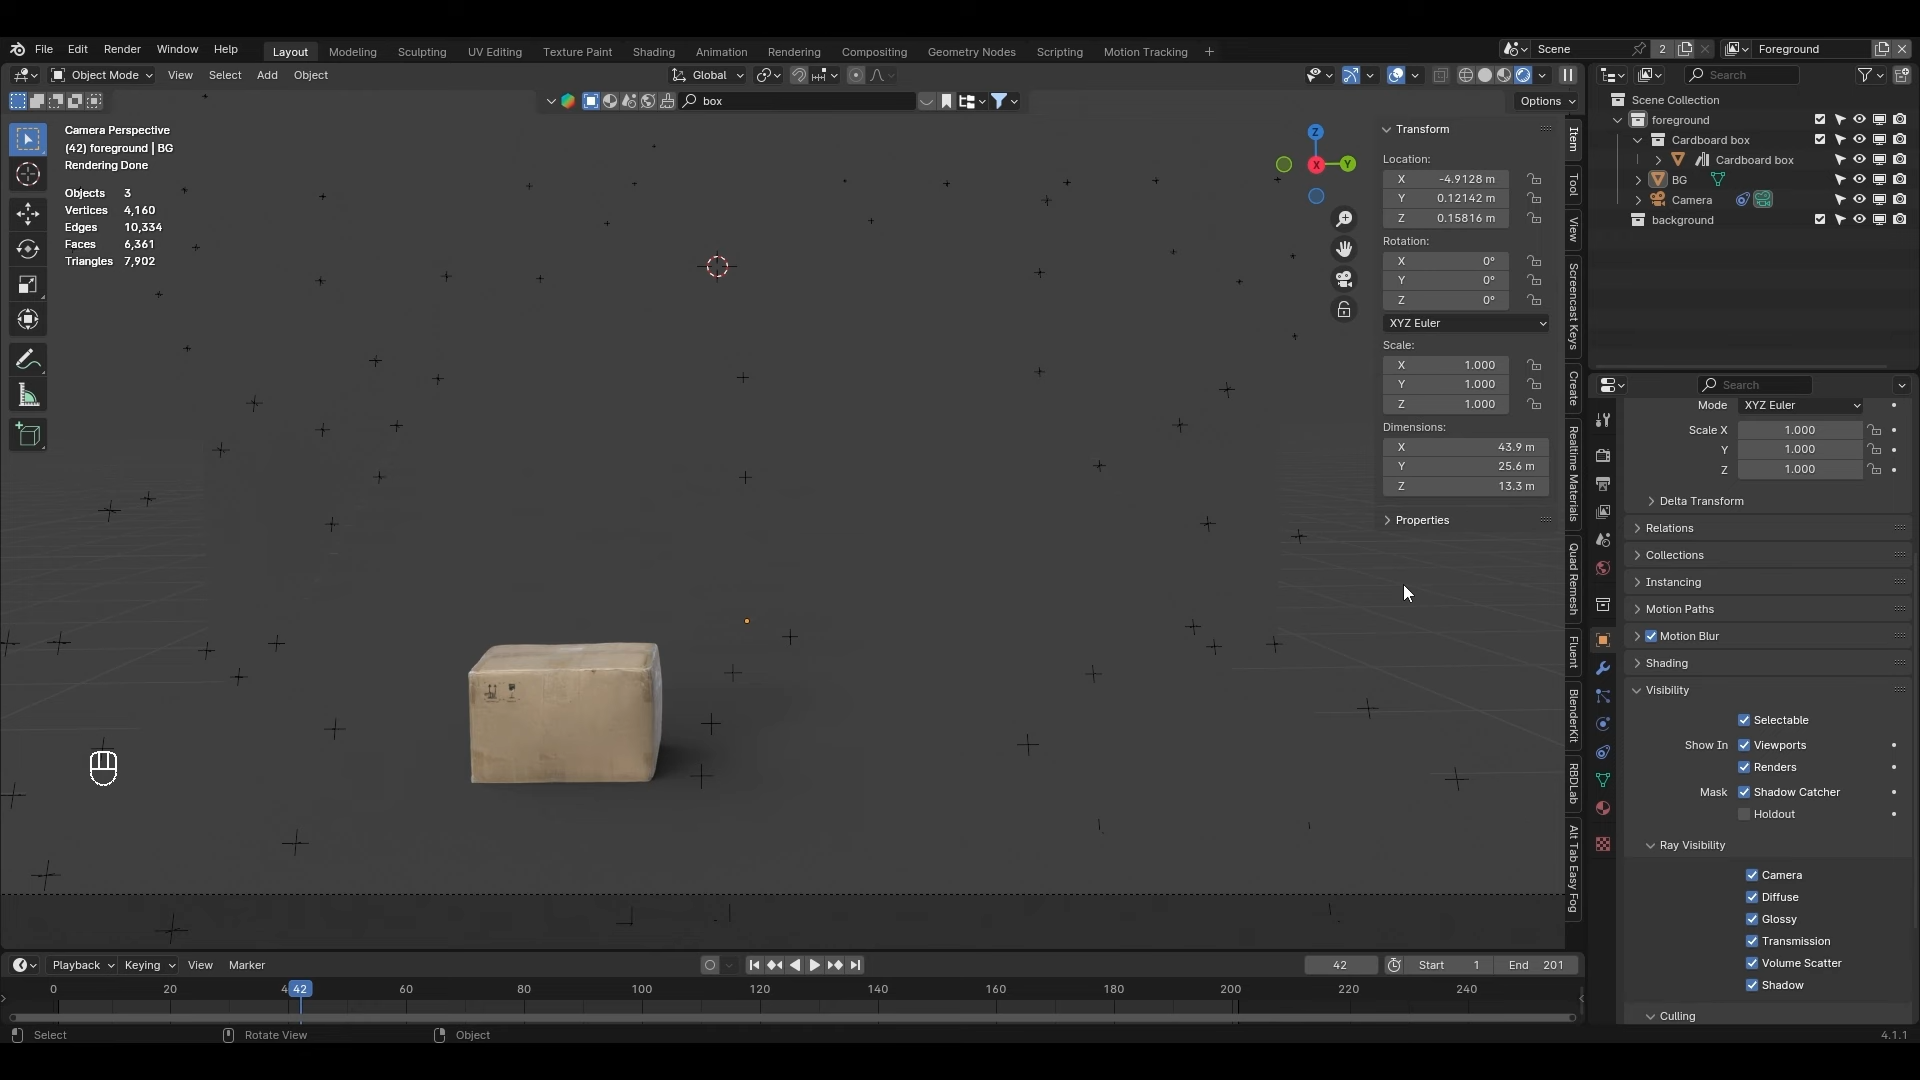 File Edit Render Window Help Layout Modeling Sculpting UV Editing Texture Paint Shading Animation Rendering Compositing Geometry Nodes Scripting Motion Tracking + Scene 2 Foreground
Object Mode View Select Add Object Global Search
box Options
Camera Perspective
(42) foreground | BG
Rendering Done
Objects 3
Vertices 4,160
Edges 10,334
Faces 6,361
Triangles 7,902
Z
X
Y
Transform
Location:
X -4.9128 m
Y 0.12142 m
Z 0.15816 m
Rotation:
X 0°
Y 0°
Z 0°
XYZ Euler
Scale:
X 1.000
Y 1.000
Z 1.000
Dimensions:
X 43.9 m
Y 25.6 m
Z 13.3 m
Properties
Item
Tool
View
Screencast Keys
Create
Realtime Materials
Quad Remesh
Fluent
BlenderKit
RBDLab
Alt Tab Easy Fog
Scene Collection
foreground
Cardboard box
Cardboard box
BG
Camera
background
Search
Mode XYZ Euler
Scale X 1.000
Y 1.000
Z 1.000
Delta Transform
Relations
Collections
Instancing
Motion Paths
Motion Blur
Shading
Visibility
Selectable
Show In Viewports
Renders
Mask Shadow Catcher
Holdout
Ray Visibility
Camera
Diffuse
Glossy
Transmission
Volume Scatter
Shadow
Culling
Playback Keying View Marker 42 Start 1 End 201
0 20 4 42 60 80 100 120 140 160 180 200 220 240
Select Rotate View Object 4.1.1